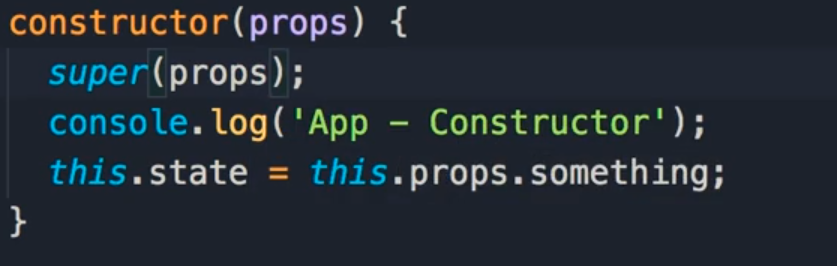 constructor(props) {
  super(props);
  console.log('App – Constructor');
  this.state = this.props.something;
}